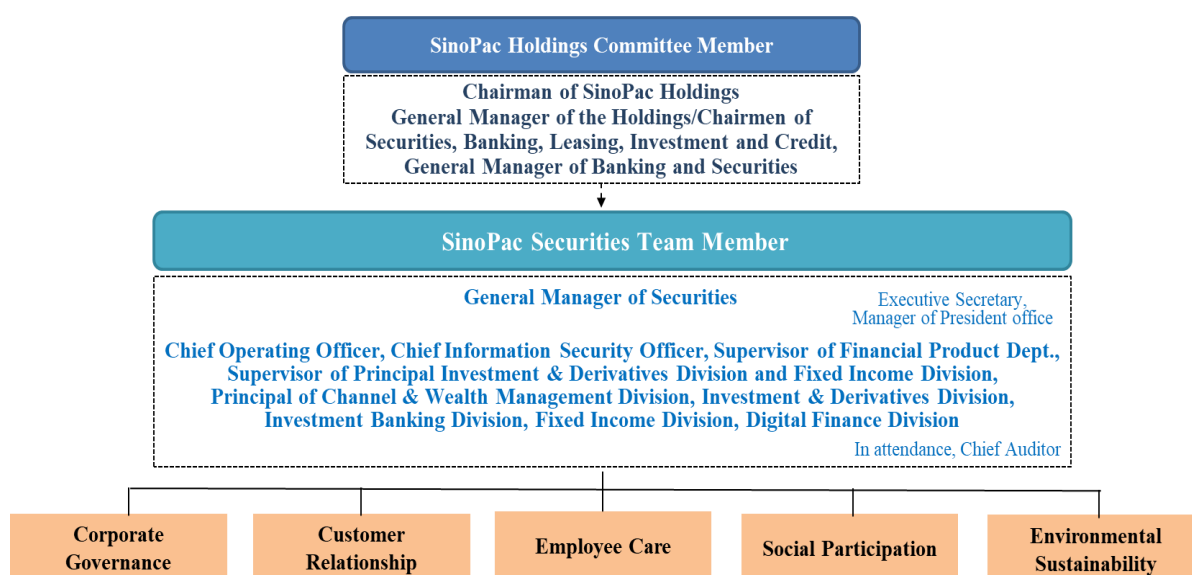 SinoPac Holdings Committee Member
Chairman of SinoPac Holdings
General Manager of the Holdings/Chairmen of
Securities, Banking, Leasing, Investment and Credit,
General Manager of Banking and Securities
SinoPac Securities Team Member
General Manager of Securities
Executive Secretary,
Manager of President office
Chief Operating Officer, Chief Information Security Officer, Supervisor of Financial Product Dept.,
Supervisor of Principal Investment & Derivatives Division and Fixed Income Division,
Principal of Channel & Wealth Management Division, Investment & Derivatives Division,
Investment Banking Division, Fixed Income Division, Digital Finance Division
In attendance, Chief Auditor
Corporate
Governance
Customer
Relationship
Employee Care
Social Participation
Environmental
Sustainability